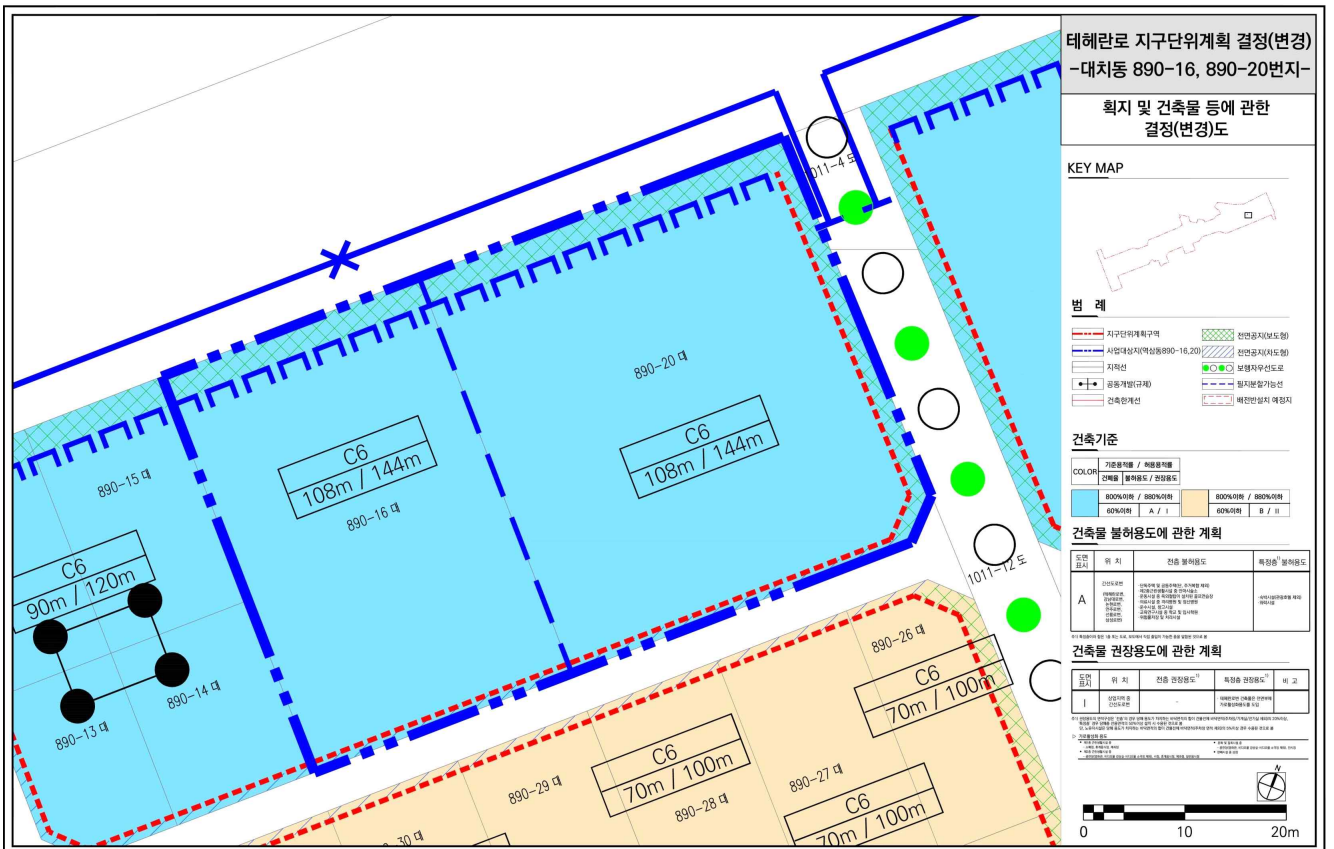 테헤란로 지구단위계획 결정(변경)
-대치동 890-16, 890-20번지-
획지 및 건축물 등에 관한
결정(변경)도
KEY MAP
범 례
지구단위계획구역
전면공지(보도형)
사업대상지(역삼동890-16,20)
전면공지(차도형)
지적선
보행자우선도로
공동개발(규제)
필지분할가능선
건축한계선
배전반설치 예정지
건축기준
COLOR
기준용적률 / 허용용적률
건폐율
불허용도 / 권장용도
800%이하 / 880%이하
60%이하
A / I
800%이하 / 880%이하
60%이하
B / II
건축물 불허용도에 관한 계획
도면
표시
위 치
전층 불허용도
특정층¹⁾ 불허용도
A
간선도로변
건축물 권장용도에 관한 계획
도면
표시
위 치
전층 권장용도
특정층 권장용도
비 고
I
상업지역 중
간선도로변
-
N
0
10
20m
1011-4 도
890-20 대
C6
108m / 144m
C6
108m / 144m
890-16 대
890-15 대
C6
90m / 120m
890-14 대
890-13 대
1011-12 도
890-26 대
C6
70m / 100m
C6
70m / 100m
890-29 대
890-28 대
890-27 대
C6
70m / 100m